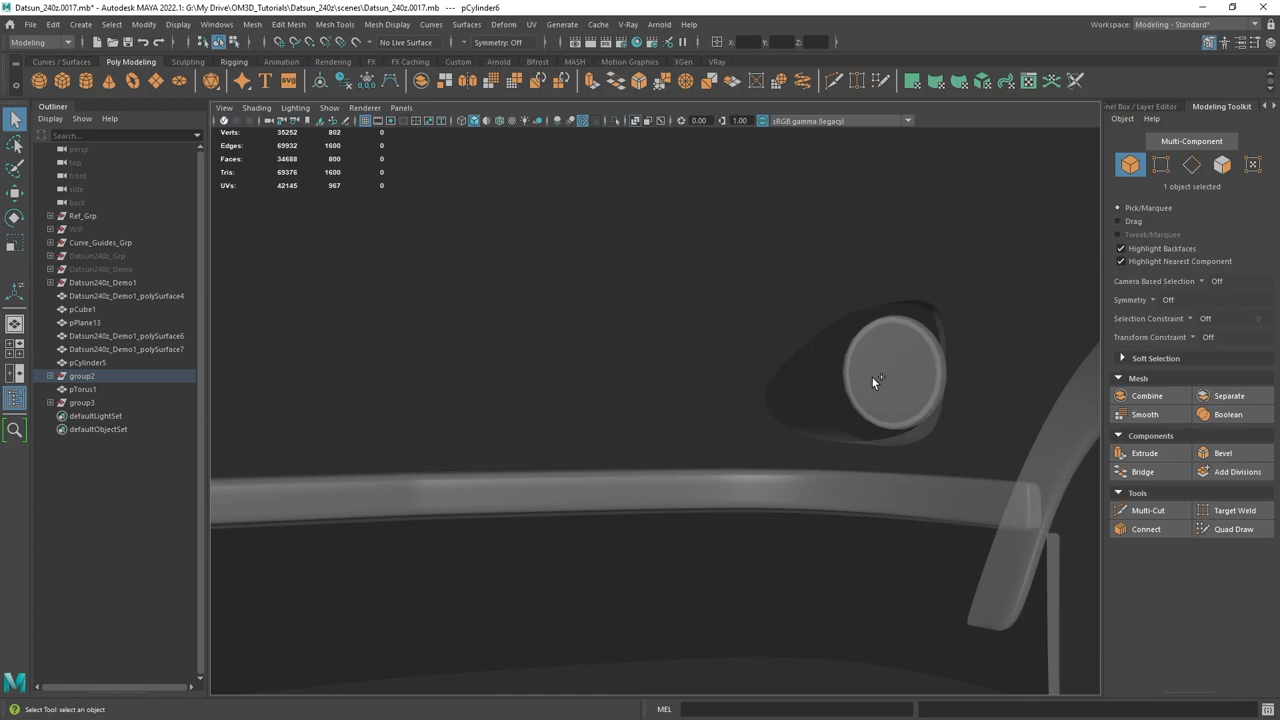 Datsun_240z.mb* - Autodesk MAYA 2022.1: G:\My Drive\OM3D_Tutorials\Datsun_240z\scenes\Datsun_240z.0017.mb --- pCylinder6
File Edit Create Select Modify Display Windows Mesh Edit Mesh Mesh Tools Mesh Display Curves Surfaces Deform UV Generate Cache V-Ray Arnold Help
Workspace: Modeling - Standard*
Modeling
No Live Surface
Symmetry: Off
X:
Y:
Z:
Curves / Surfaces Poly Modeling Sculpting Rigging Animation Rendering FX FX Caching Custom Arnold Bifrost MASH Motion Graphics XGen VRay
Outliner
Display Show Help
Search...
persp
top
front
side
back
Ref_Grp
WIP
Curve_Guides_Grp
Datsun240z_Grp
Datsun240z_Demo
Datsun240z_Demo1
Datsun240z_Demo1_polySurface4
pCube1
pPlane13
Datsun240z_Demo1_polySurface6
Datsun240z_Demo1_polySurface7
pCylinder5
group2
pTorus1
group3
defaultLightSet
defaultObjectSet
View Shading Lighting Show Renderer Panels
0.00
1.00
sRGB gamma (legacy)
Verts: 35252 802 0
Edges: 69932 1600 0
Faces: 34688 800 0
Tris: 69376 1600 0
UVs: 42145 967 0
nel Box / Layer Editor Modeling Toolkit
Object Help
Multi-Component
1 object selected
Pick/Marquee
Drag
Tweak/Marquee
Highlight Backfaces
Highlight Nearest Component
Camera Based Selection Off
Symmetry Off
Selection Constraint Off 0
Transform Constraint Off
Soft Selection
Mesh
Combine Separate
Smooth Boolean
Components
Extrude Bevel
Bridge Add Divisions
Tools
Multi-Cut Target Weld
Connect Quad Draw
Select Tool: select an object
MEL